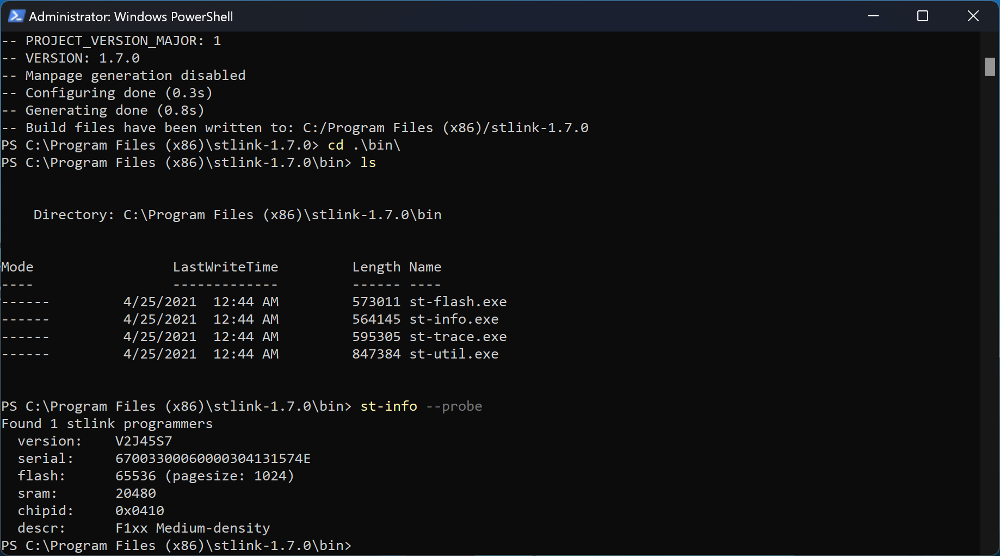 Administrator: Windows PowerShell
-- PROJECT_VERSION_MAJOR: 1
-- VERSION: 1.7.0
-- Manpage generation disabled
-- Configuring done (0.3s)
-- Generating done (0.8s)
-- Build files have been written to: C:/Program Files (x86)/stlink-1.7.0
PS C:\Program Files (x86)\stlink-1.7.0> cd .\bin\
PS C:\Program Files (x86)\stlink-1.7.0\bin> ls
Directory: C:\Program Files (x86)\stlink-1.7.0\bin
Mode                 LastWriteTime         Length Name
----                 -------------         ------ ----
------         4/25/2021  12:44 AM         573011 st-flash.exe
------         4/25/2021  12:44 AM         564145 st-info.exe
------         4/25/2021  12:44 AM         595305 st-trace.exe
------         4/25/2021  12:44 AM         847384 st-util.exe
PS C:\Program Files (x86)\stlink-1.7.0\bin> st-info --probe
Found 1 stlink programmers
  version:    V2J45S7
  serial:     67003300060000304131574E
  flash:      65536 (pagesize: 1024)
  sram:       20480
  chipid:     0x0410
  descr:      F1xx Medium-density
PS C:\Program Files (x86)\stlink-1.7.0\bin>